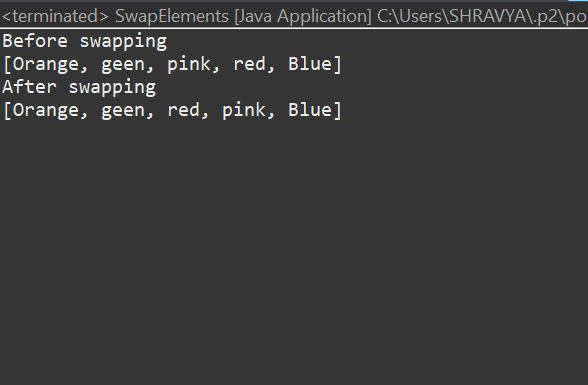 <terminated> SwapElements [Java Application] C:\Users\SHRAVYA\.p2\po
Before swapping
[Orange, geen, pink, red, Blue]
After swapping
[Orange, geen, red, pink, Blue]